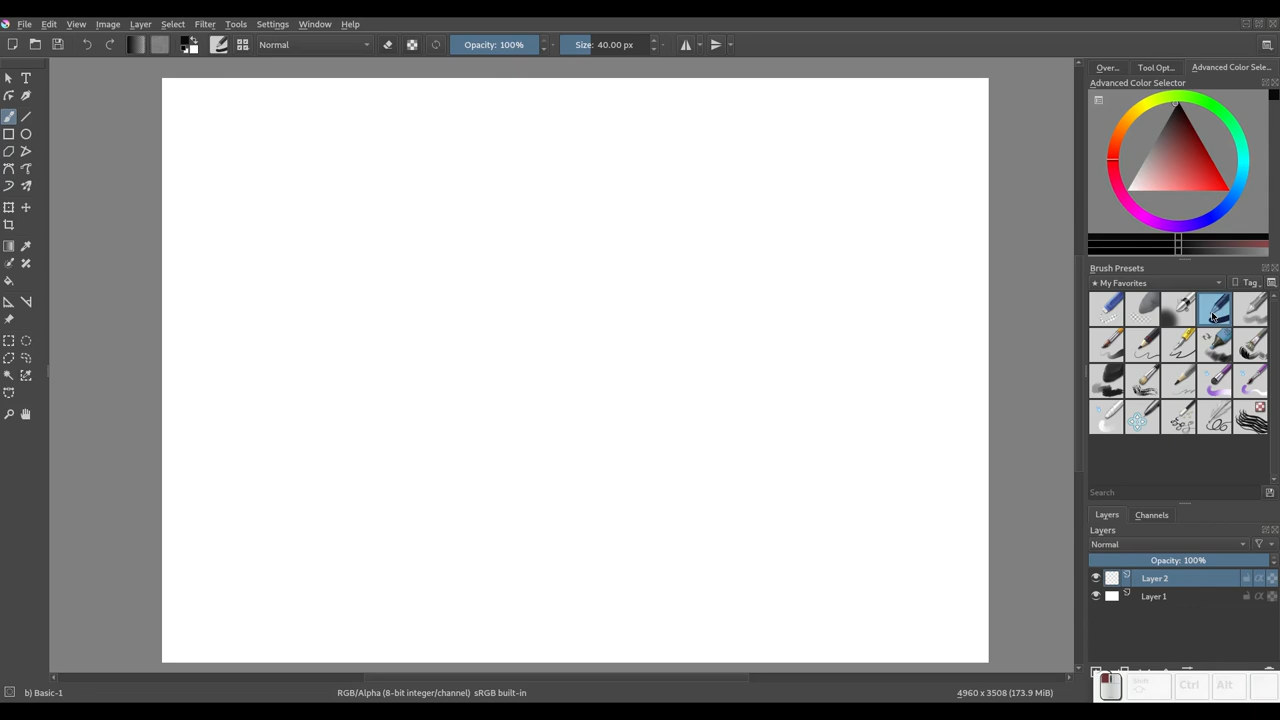 File Edit View Image Layer Select Filter Tools Settings Window Help
Normal Opacity: 100% Size: 40.00 px
Over... Tool Opt... Advanced Color Sele...
Advanced Color Selector
Brush Presets
★ My Favorites Tag
Search
Layers Channels
Layers
Normal
Opacity: 100%
Layer 2
Layer 1
Shift Ctrl Alt
b) Basic-1 RGB/Alpha (8-bit integer/channel) sRGB built-in 4960 x 3508 (173.9 MiB)